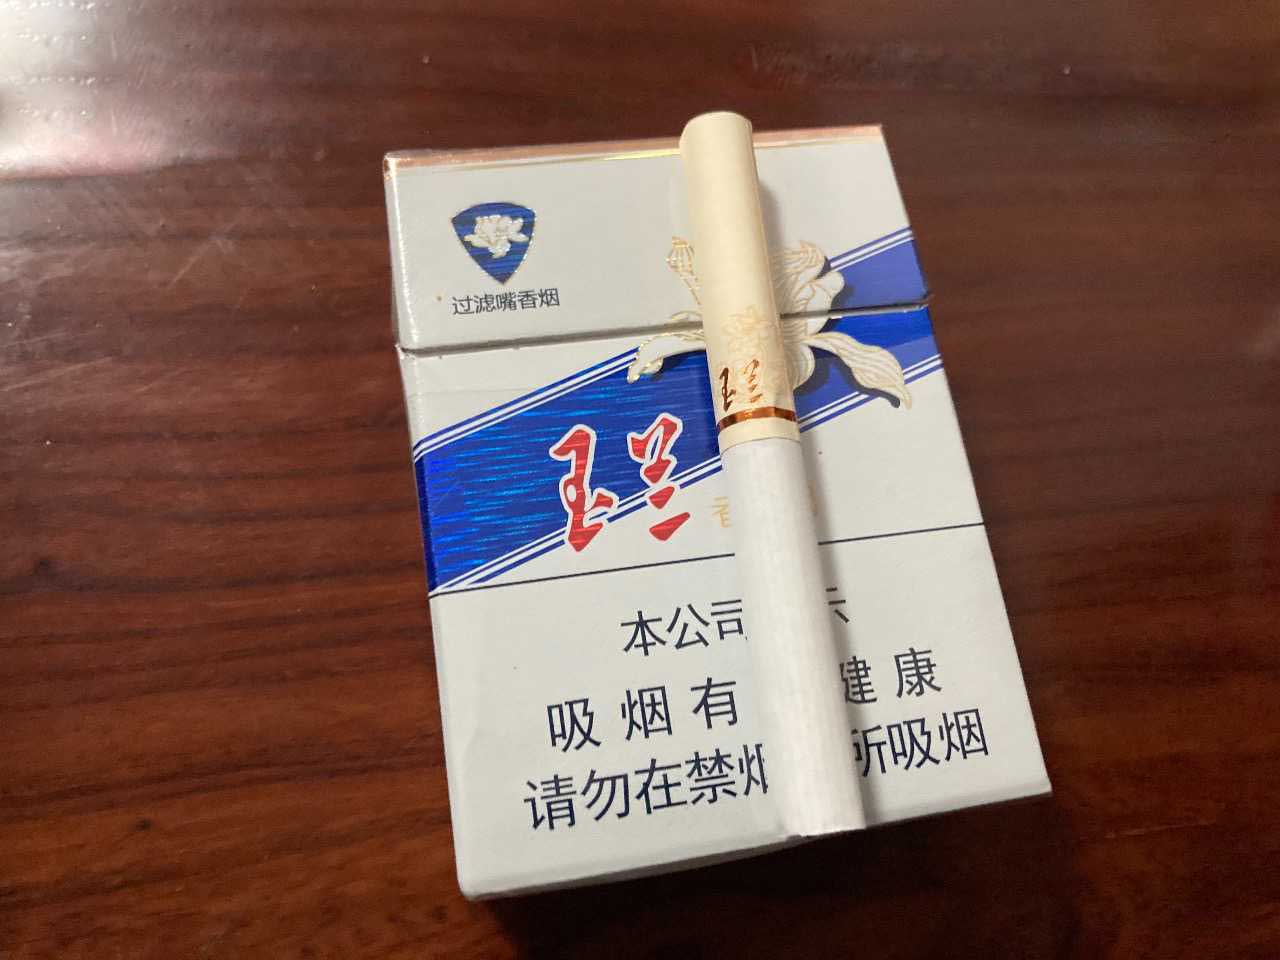 过滤嘴香烟
玉兰
玉兰
香
本公司
吸烟有 健康
请勿在禁烟 所吸烟